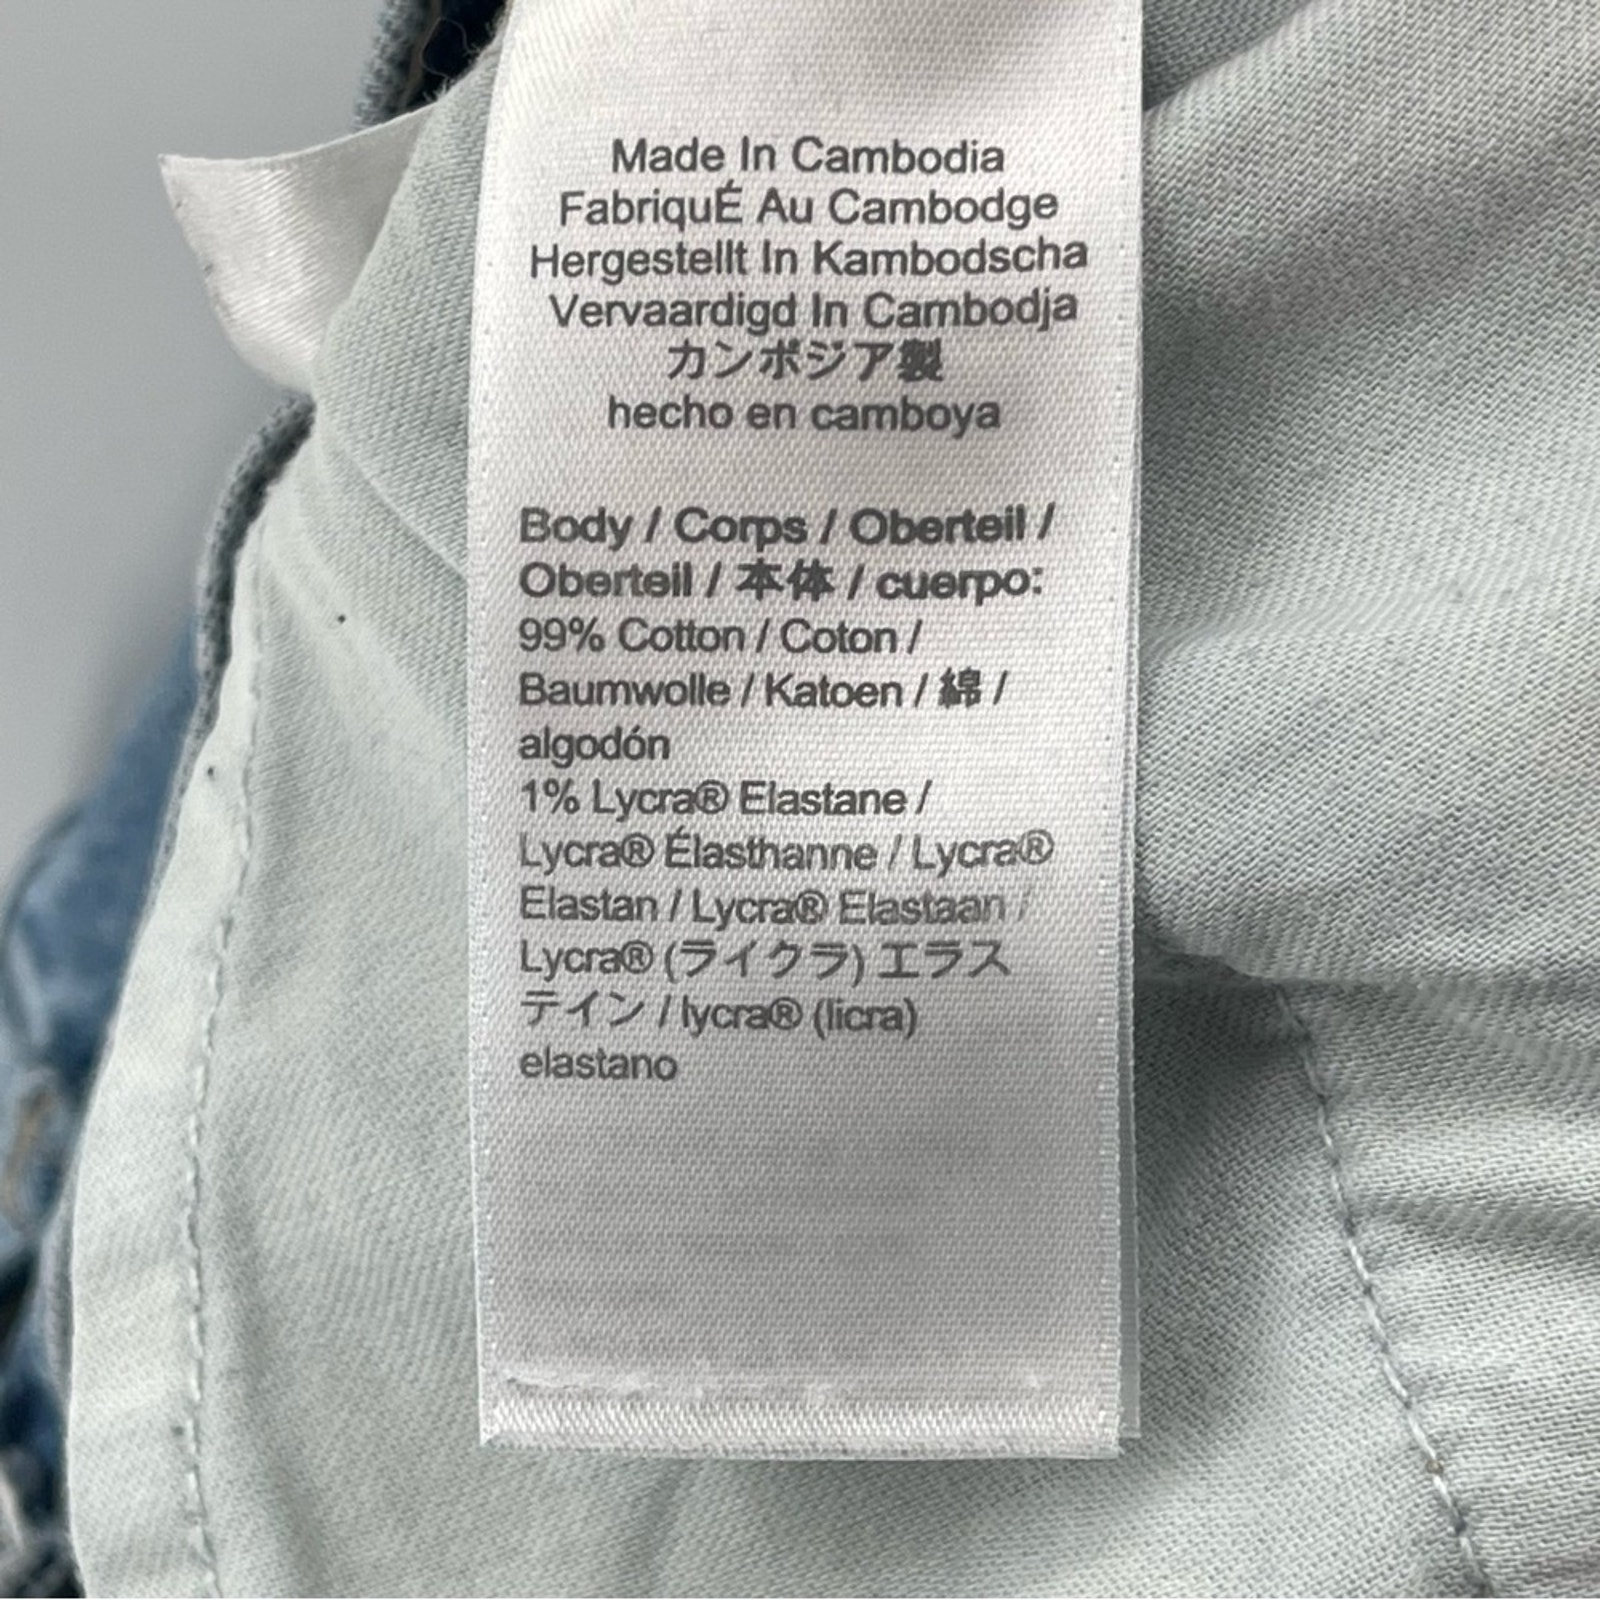 Made In Cambodia
FabriquÉ Au Cambodge
Hergestellt In Kambodscha
Vervaardigd In Cambodja
カンボジア製
hecho en camboya
Body / Corps / Oberteil /
Oberteil / 本体 / cuerpo:
99% Cotton / Coton /
Baumwolle / Katoen / 綿 /
algodón
1% Lycra® Elastane /
Lycra® Élasthanne / Lycra®
Elastan / Lycra® Elastaan /
Lycra® (ライクラ) エラス
テイン / lycra® (licra)
elastano